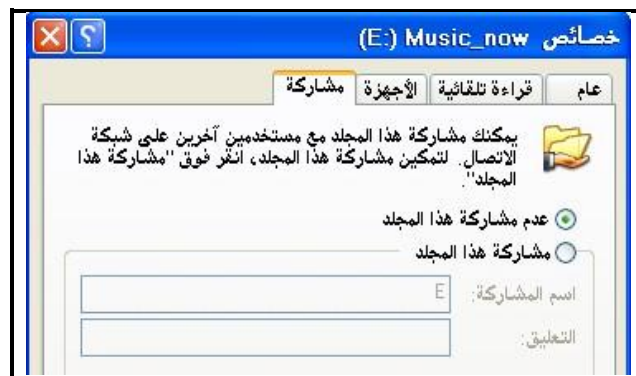 خصائص Music_now (E:)
عام
قراءة تلقائية
الأجهزة
مشاركة
يمكنك مشاركة هذا المجلد مع مستخدمين آخرين على شبكة
الاتصال. لتمكين مشاركة هذا المجلد، انقر فوق "مشاركة هذا
المجلد".
عدم مشاركة هذا المجلد
مشاركة هذا المجلد
اسم المشاركة: E
التعليق: